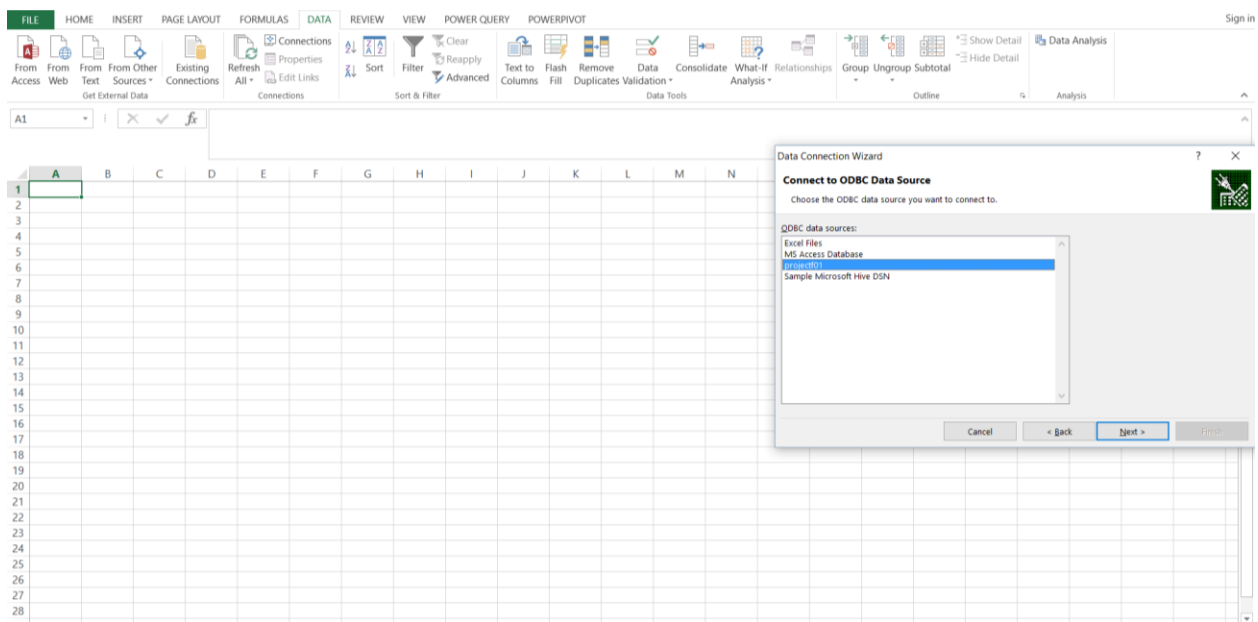 FILE HOME INSERT PAGE LAYOUT FORMULAS DATA REVIEW VIEW POWER QUERY POWERPIVOT Sign in
Connections
Properties
Edit Links
Clear
Reapply
Advanced
Show Detail
Hide Detail
Data Analysis
From Access
From Web
From Text
From Other Sources
Existing Connections
Refresh All
Sort
Filter
Text to Columns
Flash Fill
Remove Duplicates
Data Validation
Consolidate
What-If Analysis
Relationships
Group
Ungroup
Subtotal
Get External Data Connections Sort & Filter Data Tools Outline Analysis
A1 fx
A B C D E F G H I J K L M N
Data Connection Wizard ? X
Connect to ODBC Data Source
Choose the ODBC data source you want to connect to.
ODBC data sources:
Excel Files
MS Access Database
projectf01
Sample Microsoft Hive DSN
Cancel < Back Next > Finish
1
2
3
4
5
6
7
8
9
10
11
12
13
14
15
16
17
18
19
20
21
22
23
24
25
26
27
28